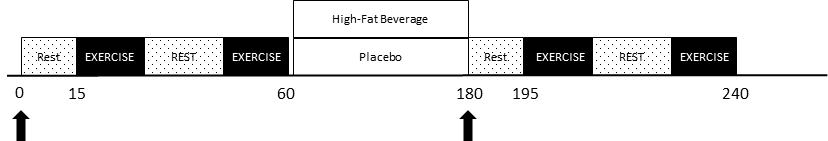 High-Fat Beverage
Rest EXERCISE REST EXERCISE Placebo Rest EXERCISE REST EXERCISE
0 15 60 180 195 240